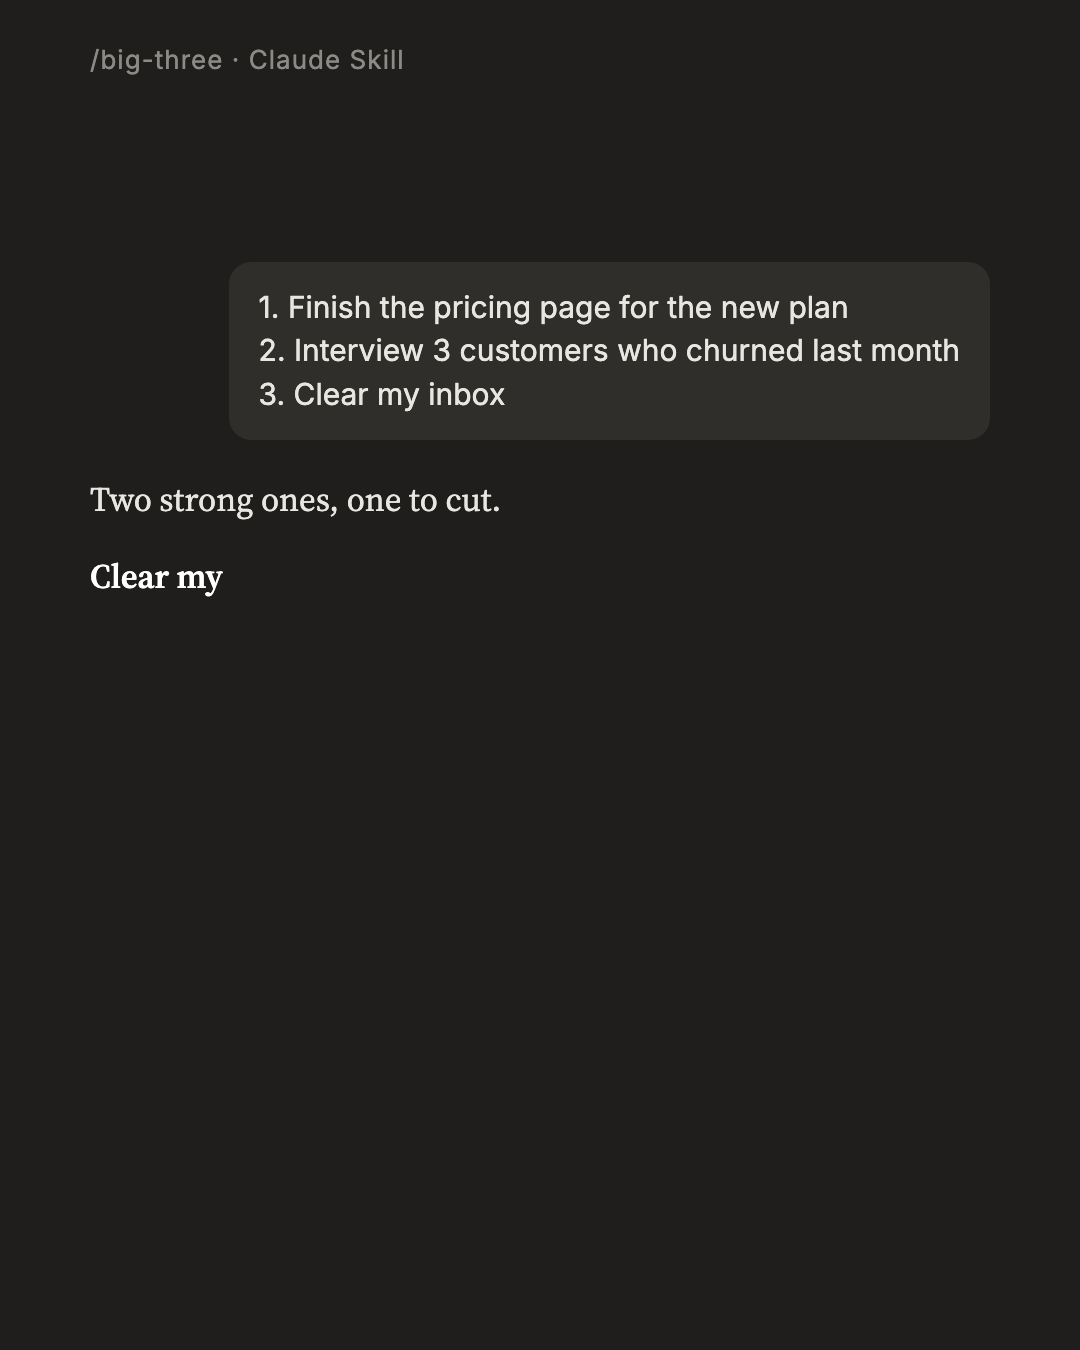 /big-three · Claude Skill
1. Finish the pricing page for the new plan
2. Interview 3 customers who churned last month
3. Clear my inbox
Two strong ones, one to cut.
Clear my